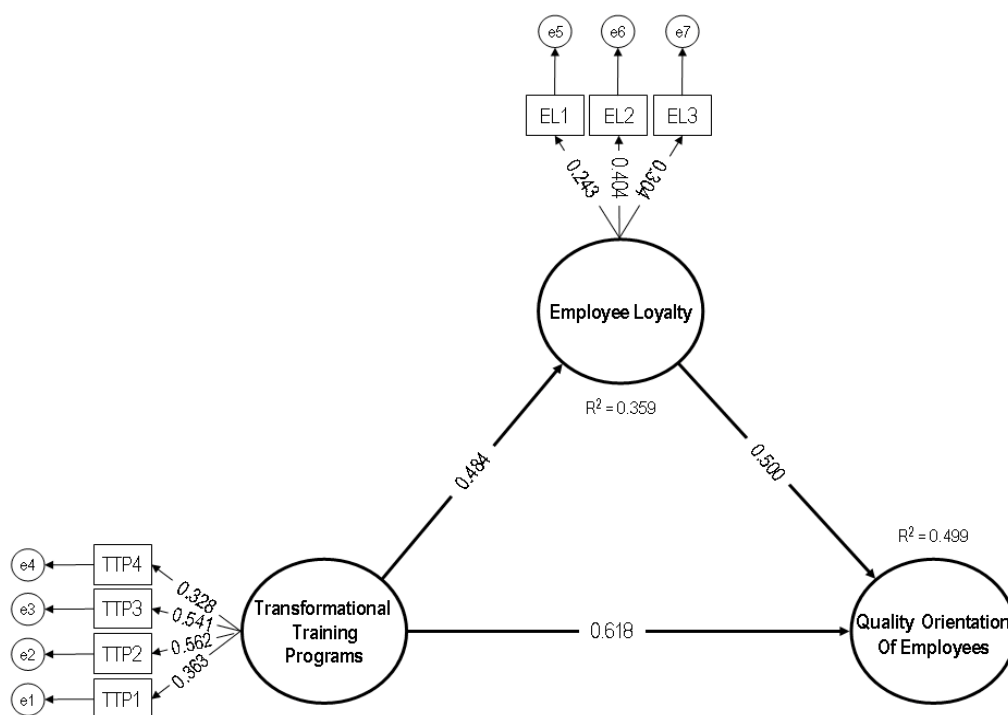 e5
e6
e7
EL1
EL2
EL3
0.243
0.404
0.304
Employee Loyalty
R² = 0.359
0.484
0.500
R² = 0.499
e4
TTP4
0.328
e3
TTP3
0.541
e2
TTP2
0.562
e1
TTP1
0.363
Transformational
Training
Programs
0.618
Quality Orientation
Of Employees